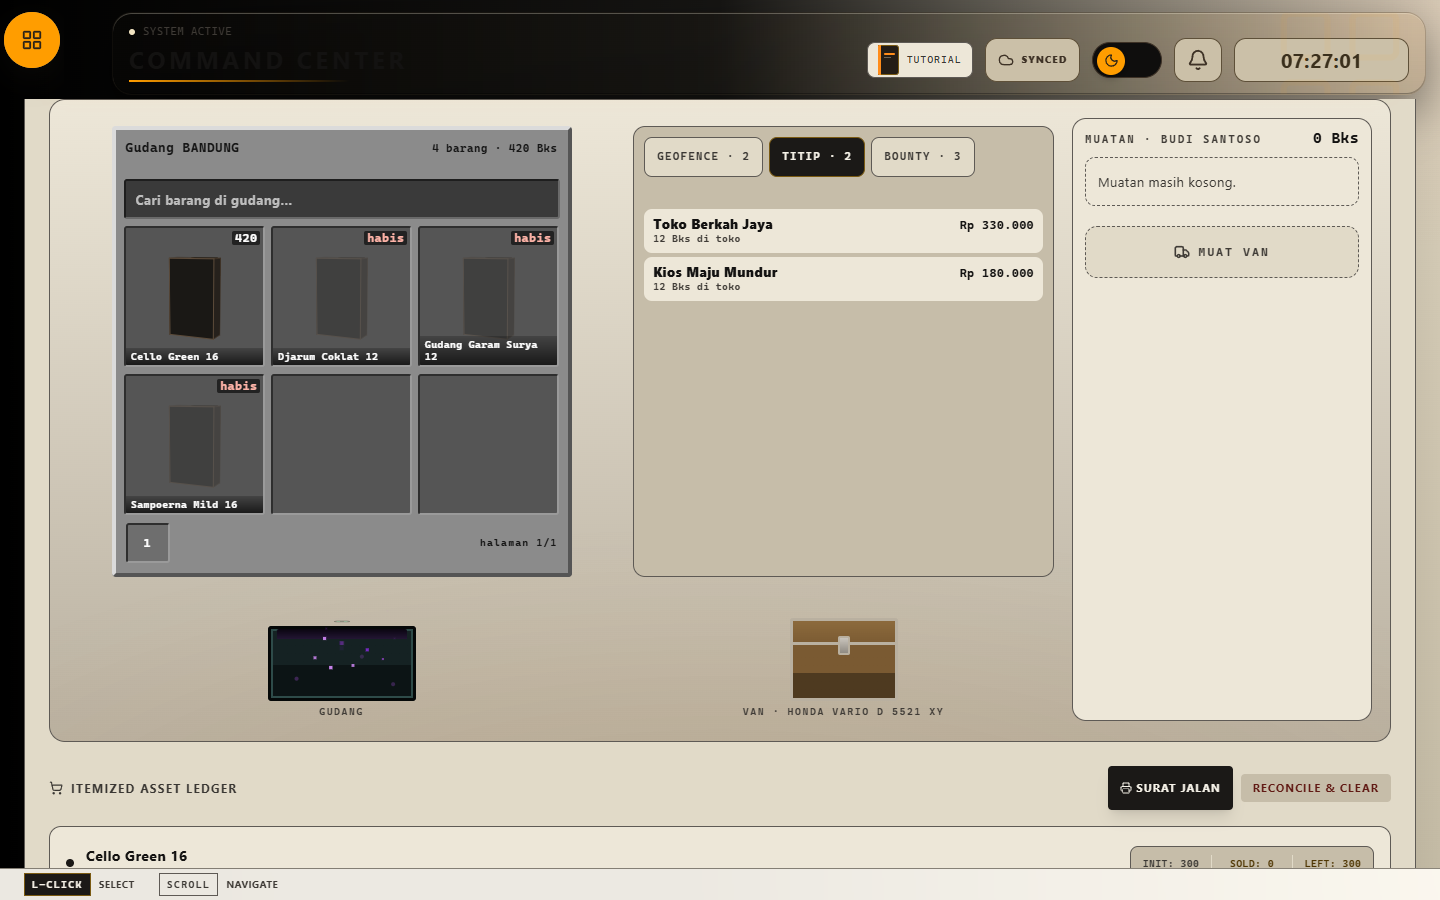 SYSTEM ACTIVE
COMMAND CENTER
TUTORIAL
SYNCED
07:27:01
Gudang BANDUNG
4 barang · 420 Bks
Cari barang di gudang...
420
Cello Green 16
habis
Djarum Coklat 12
habis
Gudang Garam Surya
12
habis
Sampoerna Mild 16
1
halaman 1/1
GEOFENCE · 2
TITIP · 2
BOUNTY · 3
Toko Berkah Jaya
Rp 330.000
12 Bks di toko
Kios Maju Mundur
Rp 180.000
12 Bks di toko
MUATAN · BUDI SANTOSO
0 Bks
Muatan masih kosong.
MUAT VAN
GUDANG
VAN · HONDA VARIO D 5521 XY
ITEMIZED ASSET LEDGER
SURAT JALAN
RECONCILE & CLEAR
Cello Green 16
INIT: 300
SOLD: 0
LEFT: 300
L-CLICK
SELECT
SCROLL
NAVIGATE